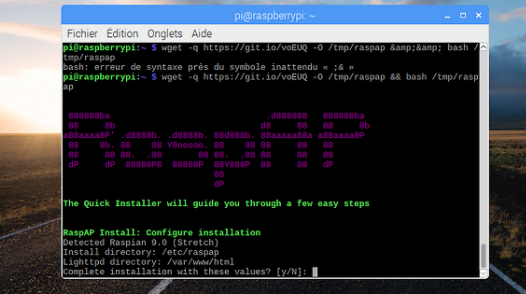 pi@raspberrypi: ~
Fichier Édition Onglets Aide
pi@raspberrypi:~ $ wget -q https://git.io/voEUQ -O /tmp/raspap &amp;&amp; bash /
tmp/raspap
bash: erreur de syntaxe près du symbole inattendu « ;& »
pi@raspberrypi:~ $ wget -q https://git.io/voEUQ -O /tmp/raspap && bash /tmp/rasp
ap
The Quick Installer will guide you through a few easy steps
RaspAP Install: Configure installation
Detected Raspian 9.0 (Stretch)
Install directory: /etc/raspap
Lighttpd directory: /var/www/html
Complete installation with these values? [y/N]: